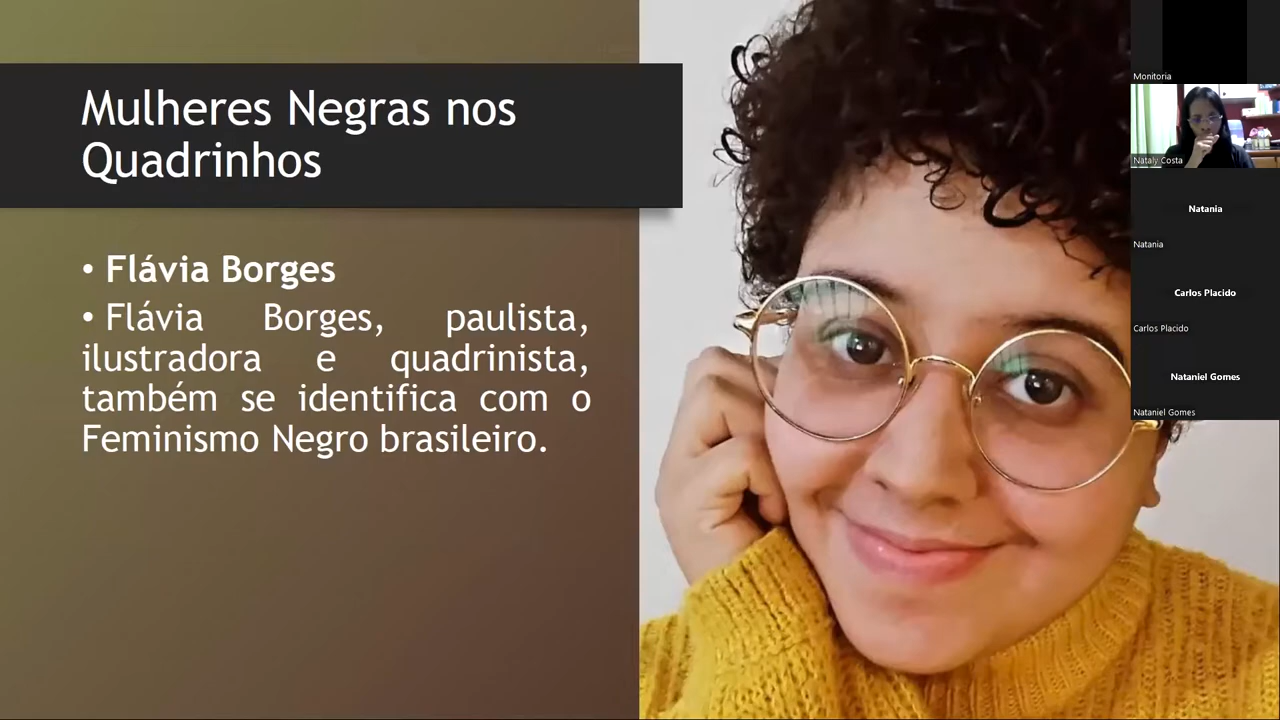 Mulheres Negras nos
Quadrinhos
• Flávia Borges
• Flávia Borges, paulista,
ilustradora e quadrinista,
também se identifica com o
Feminismo Negro brasileiro.
Monitoria
Nataly Costa
Natania
Natania
Carlos Placido
Carlos Placido
Nataniel Gomes
Nataniel Gomes